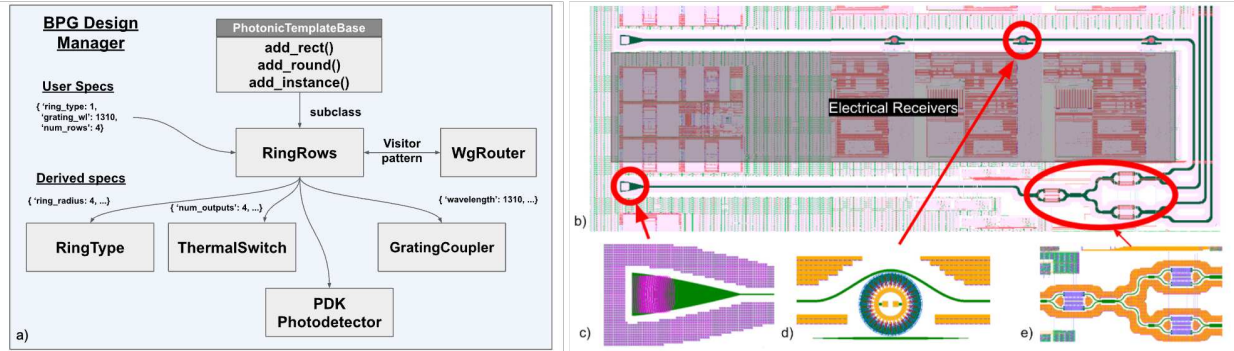 BPG Design
Manager
PhotonicTemplateBase
add_rect()
add_round()
add_instance()
User Specs
{ ‘ring_type: 1,
‘grating_wl’: 1310,
‘num_rows’: 4}
subclass
RingRows
Visitor
pattern
WgRouter
Derived specs
{ ‘ring_radius: 4, ...}
{ ‘num_outputs’: 4, ...}
{ ‘wavelength’: 1310, ...}
RingType
ThermalSwitch
GratingCoupler
PDK
Photodetector
a)
Electrical Receivers
b)
c)
d)
e)